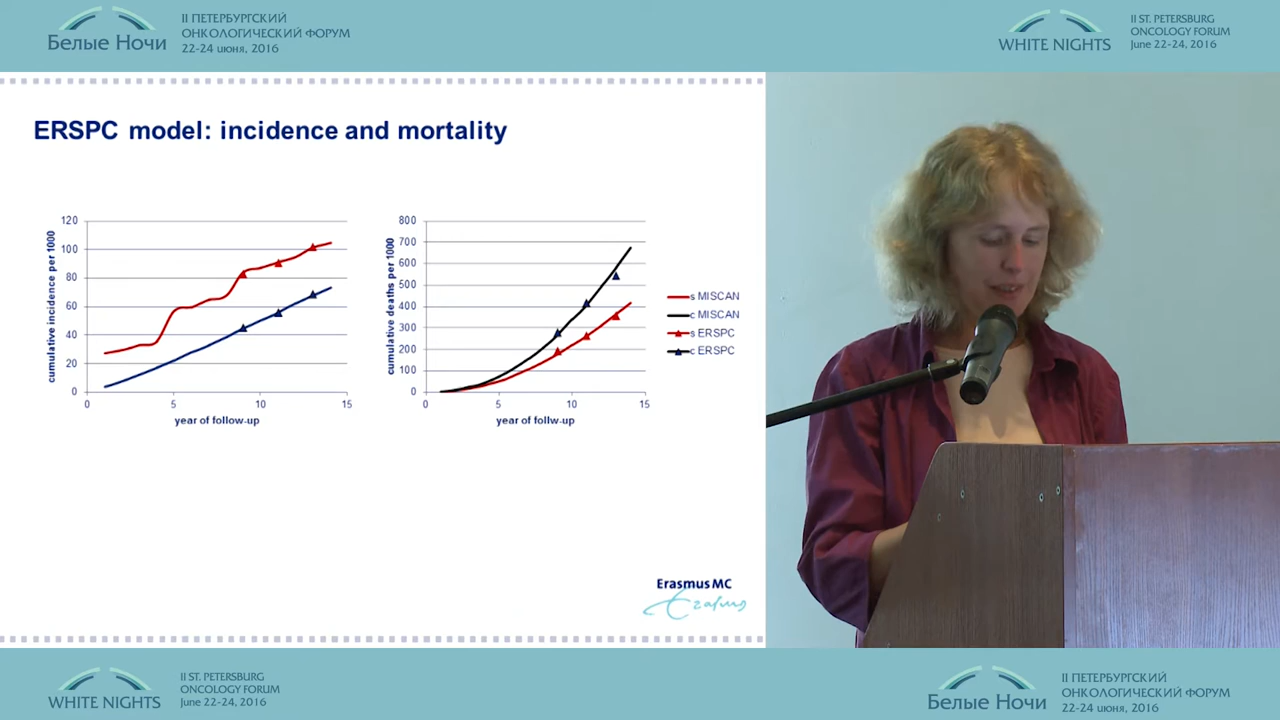 II ПЕТЕРБУРГСКИЙ
ОНКОЛОГИЧЕСКИЙ ФОРУМ
Белые Ночи
22-24 июня, 2016
II ST. PETERSBURG
ONCOLOGY FORUM
WHITE NIGHTS
June 22-24, 2016
ERSPC model: incidence and mortality
cumulative incidence per 1000
120
100
80
60
40
20
0
0 5 10 15
year of follow-up
cumulative deaths per 1000
800
700
600
500
400
300
200
100
0
0 5 10 15
year of follw-up
s MISCAN
c MISCAN
s ERSPC
c ERSPC
Erasmus MC
Erasmus
II ST. PETERSBURG
ONCOLOGY FORUM
WHITE NIGHTS
June 22-24, 2016
II ПЕТЕРБУРГСКИЙ
ОНКОЛОГИЧЕСКИЙ ФОРУМ
Белые Ночи
22-24 июня, 2016